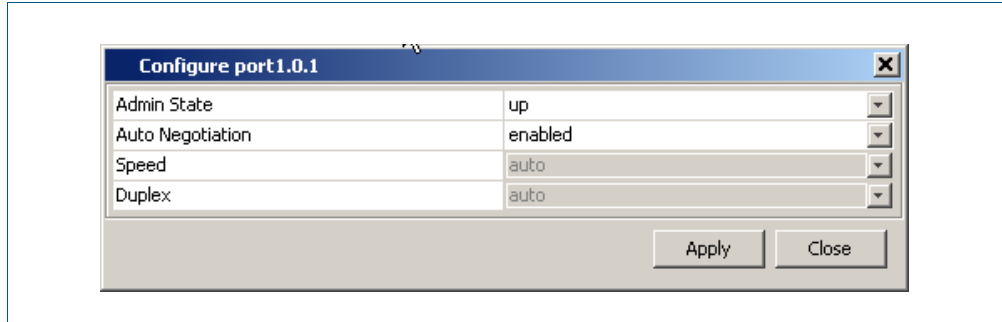 Configure port1.0.1
Admin State up
Auto Negotiation enabled
Speed auto
Duplex auto
Apply Close